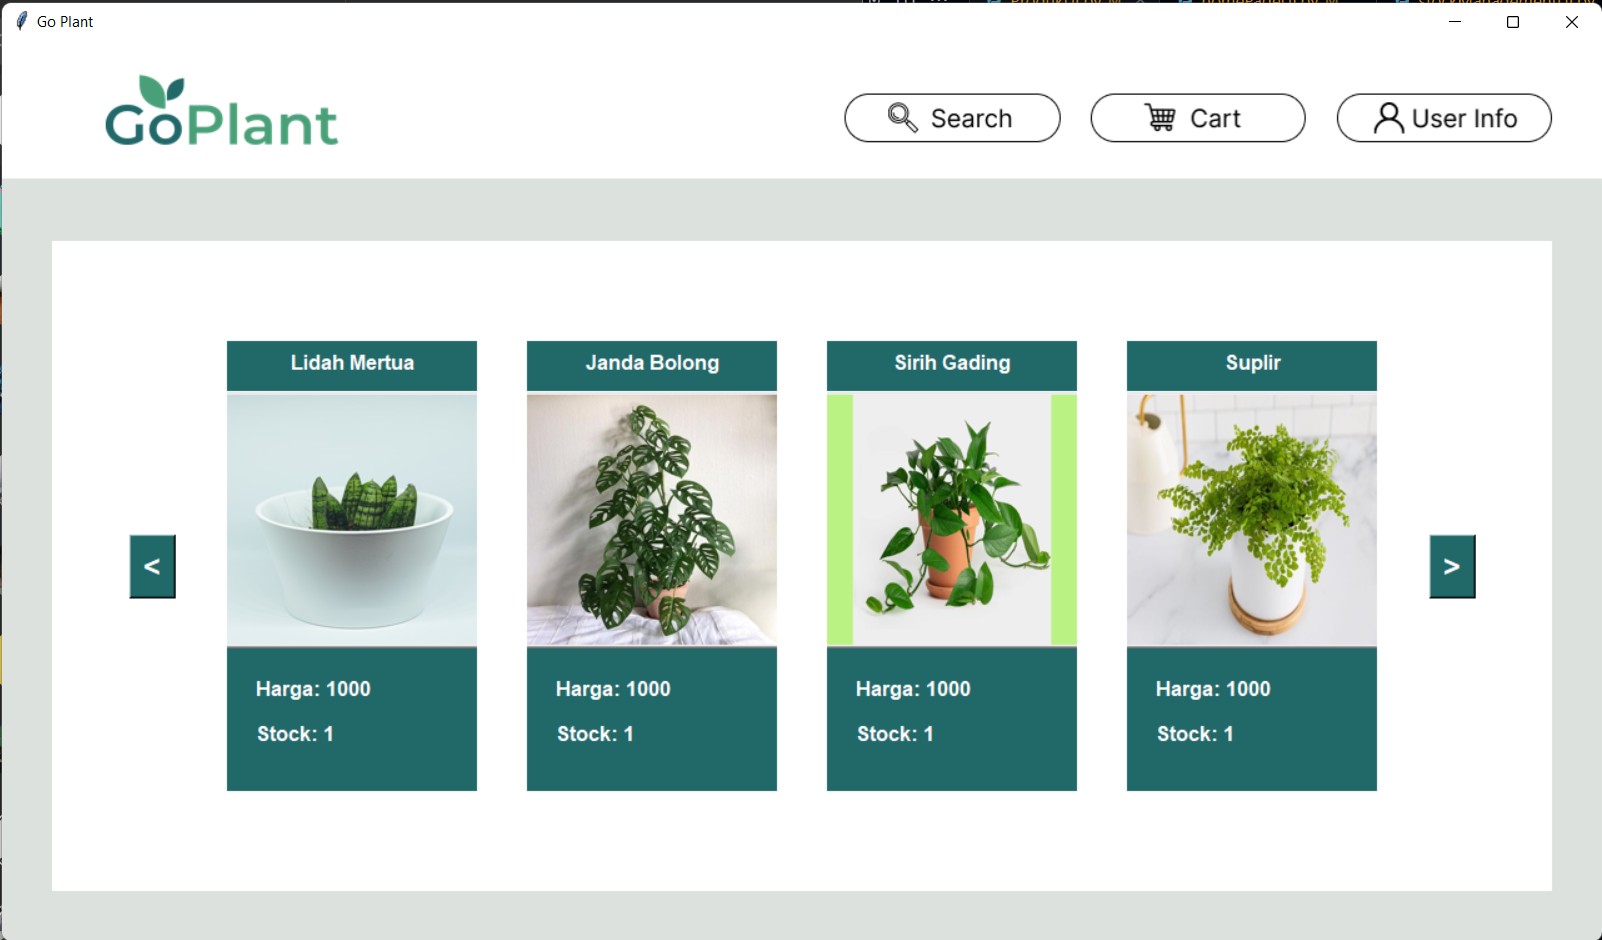 Go Plant
GoPlant
Search
Cart
User Info
Lidah Mertua
Janda Bolong
Sirih Gading
Suplir
<
>
Harga: 1000
Stock: 1
Harga: 1000
Stock: 1
Harga: 1000
Stock: 1
Harga: 1000
Stock: 1